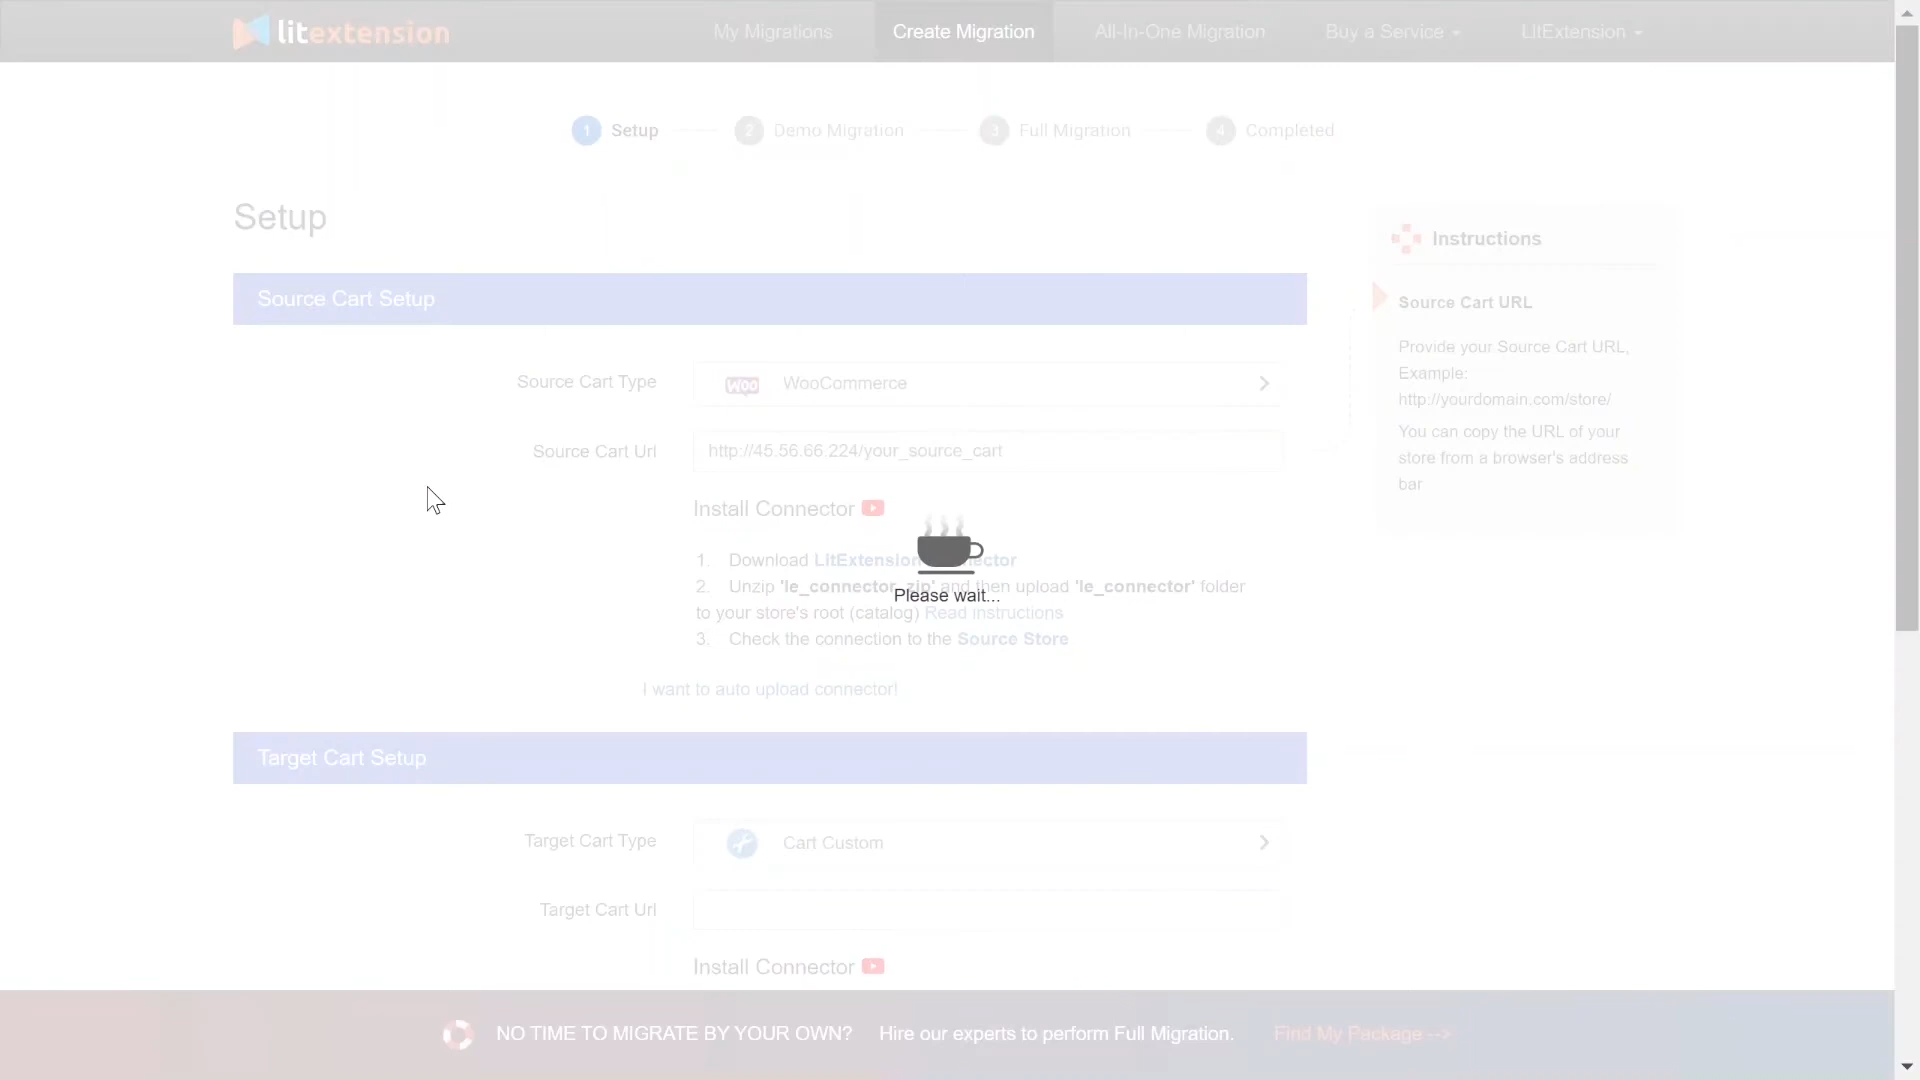 litextension
My Migrations
Create Migration
All-In-One Migration
Buy a Service
LitExtension
1 Setup
2 Demo Migration
3 Full Migration
4 Completed
Setup
Source Cart Setup
Source Cart Type
WOO WooCommerce
Source Cart Url
http://45.56.66.224/your_source_cart
Install Connector
1. Download LitExtension Connector
2. Unzip 'le_connector_zip' and then upload 'le_connector' folder
to your store's root (catalog) Read instructions
3. Check the connection to the Source Store
I want to auto upload connector!
Please wait...
Target Cart Setup
Target Cart Type
Cart Custom
Target Cart Url
Install Connector
Instructions
Source Cart URL
Provide your Source Cart URL,
Example:
http://yourdomain.com/store/
You can copy the URL of your
store from a browser's address
bar
NO TIME TO MIGRATE BY YOUR OWN? Hire our experts to perform Full Migration. Find My Package -->